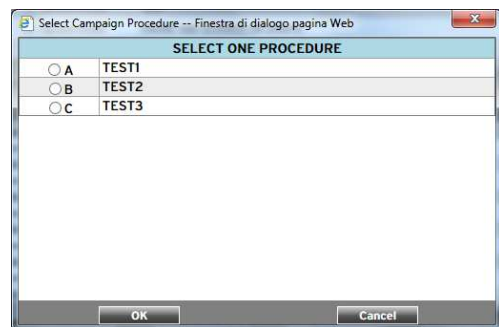 Select Campaign Procedure -- Finestra di dialogo pagina Web
SELECT ONE PROCEDURE
A TEST1
B TEST2
C TEST3
OK Cancel